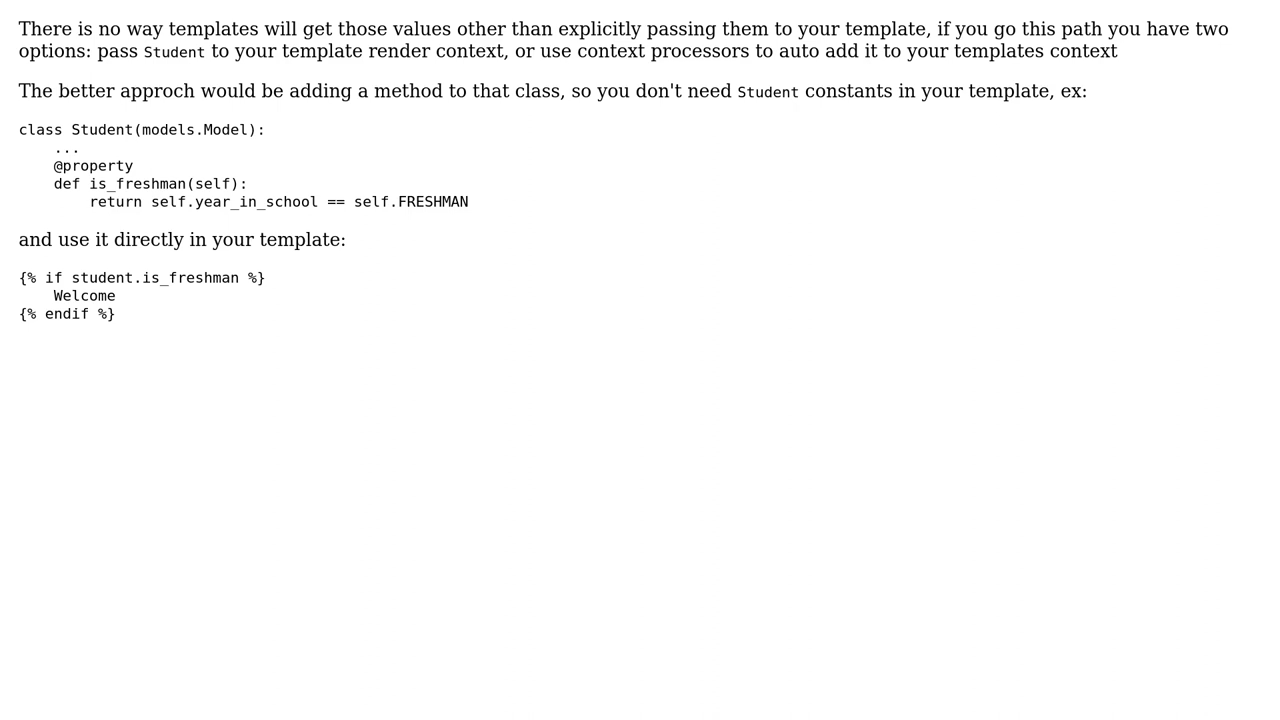 There is no way templates will get those values other than explicitly passing them to your template, if you go this path you have two
options: pass Student to your template render context, or use context processors to auto add it to your templates context
The better approch would be adding a method to that class, so you don't need Student constants in your template, ex:
class Student(models.Model):
    ...
    @property
    def is_freshman(self):
        return self.year_in_school == self.FRESHMAN
and use it directly in your template:
{% if student.is_freshman %}
    Welcome
{% endif %}